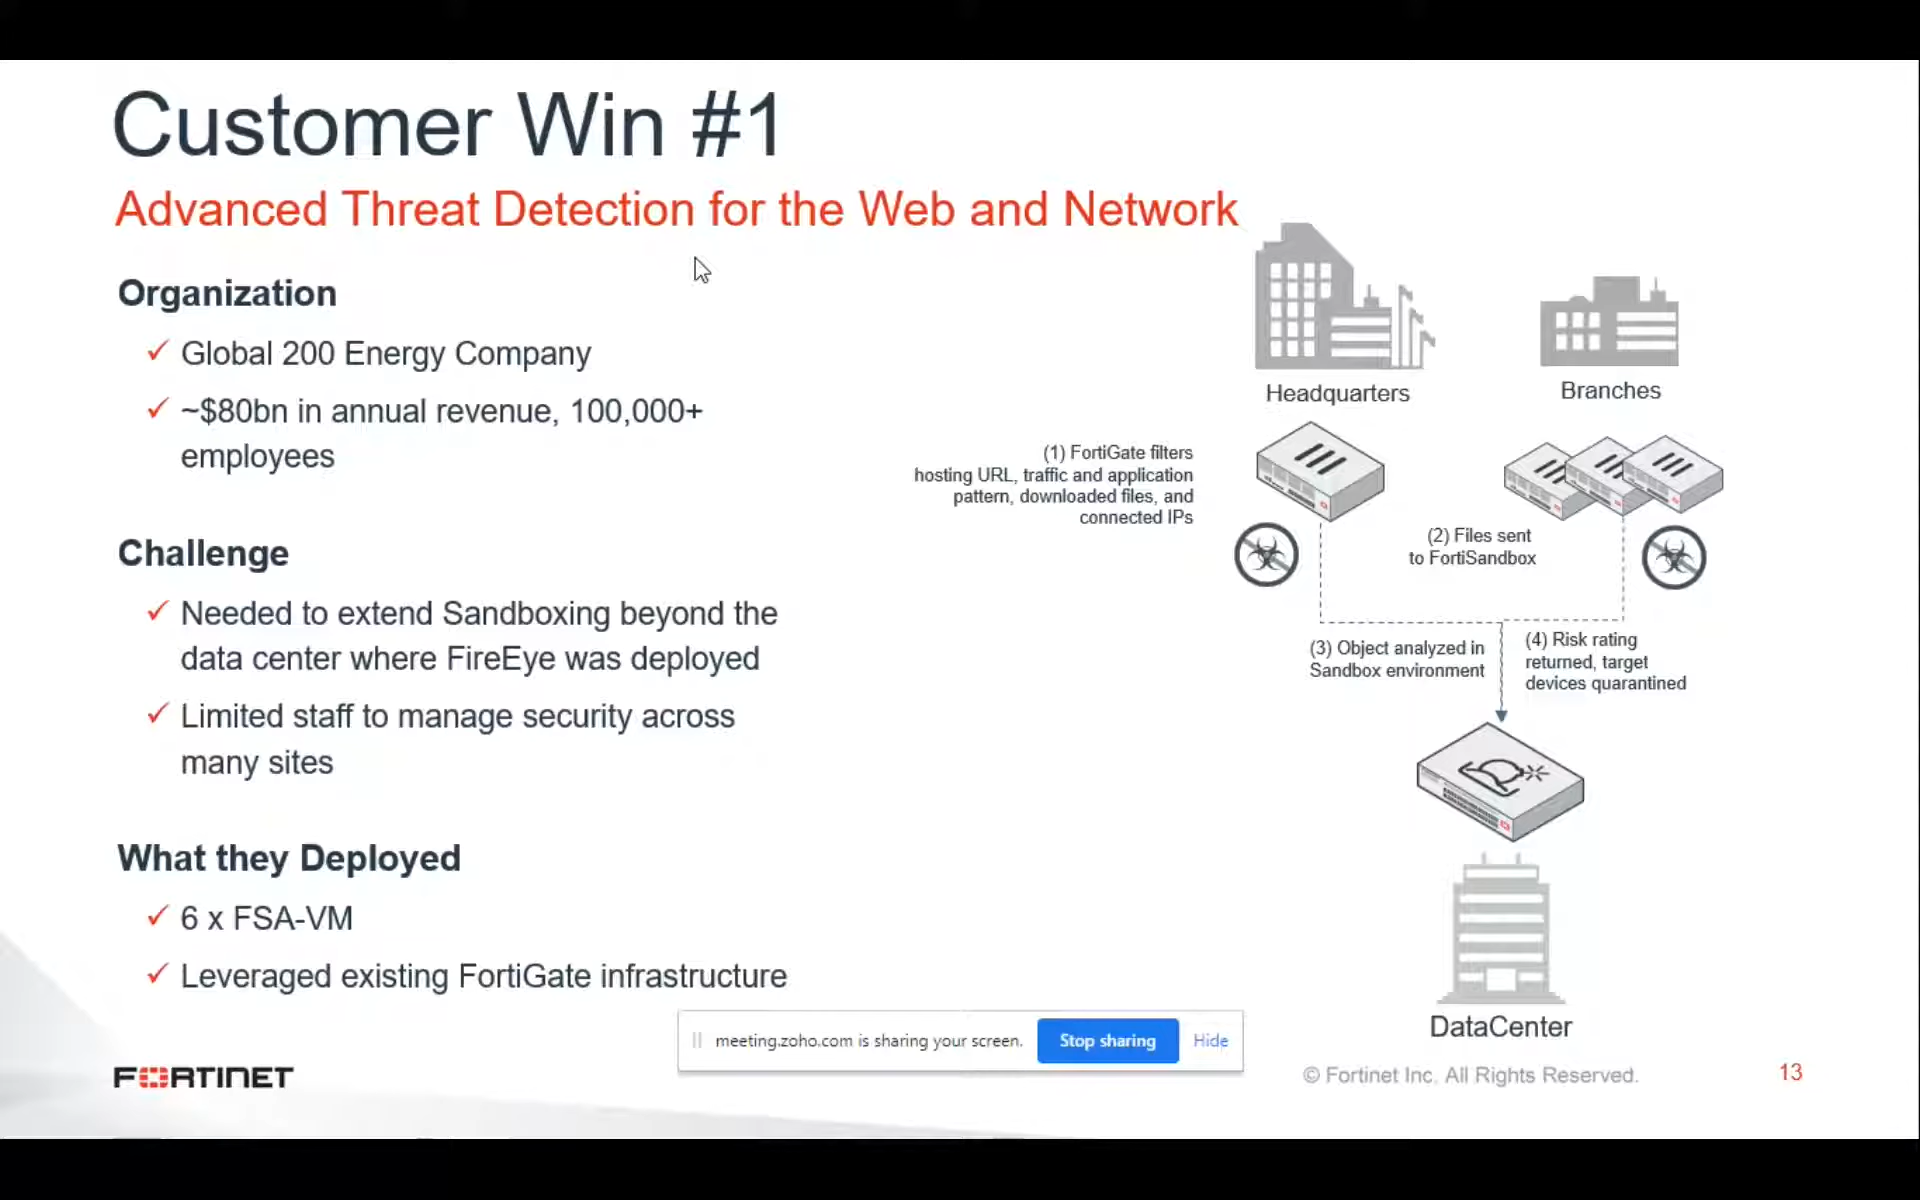 Customer Win #1
Advanced Threat Detection for the Web and Network
Organization
✓ Global 200 Energy Company
✓ ~$80bn in annual revenue, 100,000+
employees
Challenge
✓ Needed to extend Sandboxing beyond the
data center where FireEye was deployed
✓ Limited staff to manage security across
many sites
What they Deployed
✓ 6 x FSA-VM
✓ Leveraged existing FortiGate infrastructure
Headquarters
Branches
(1) FortiGate filters
hosting URL, traffic and application
pattern, downloaded files, and
connected IPs
(2) Files sent
to FortiSandbox
(3) Object analyzed in
Sandbox environment
(4) Risk rating
returned, target
devices quarantined
DataCenter
meeting.zoho.com is sharing your screen. Stop sharing Hide
FORTINET
© Fortinet Inc. All Rights Reserved. 13